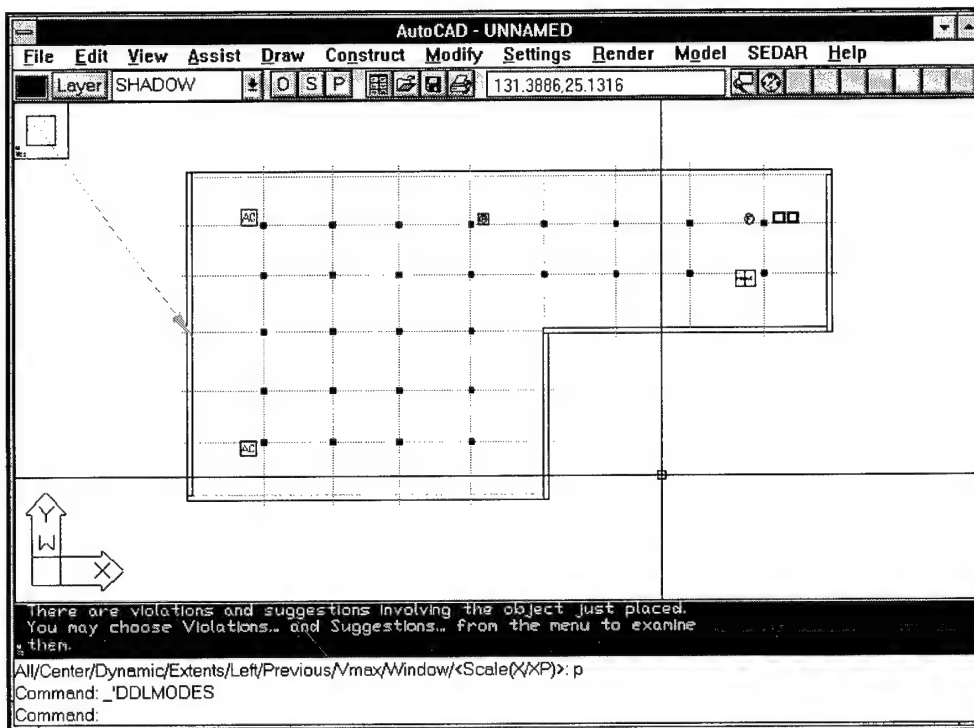 AutoCAD - UNNAMED
File Edit View Assist Draw Construct Modify Settings Render Model SEDAR Help
Layer SHADOW O S P 131.3886,25.1316
AC
AC
Y
W
X
There are violations and suggestions involving the object just placed.
You may choose Violations... and Suggestions... from the menu to examine
them.
All/Center/Dynamic/Extents/Left/Previous/Vmax/Window/<Scale(X/XP)>: p
Command: _'DDLMODES
Command: